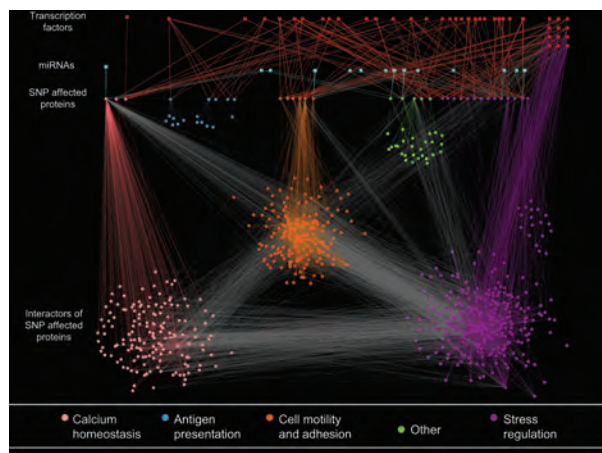 Transcription
factors
miRNAs
SNP affected
proteins
Interactors of
SNP affected
proteins
Calcium
homeostasis
Antigen
presentation
Cell motility
and adhesion
Other
Stress
regulation